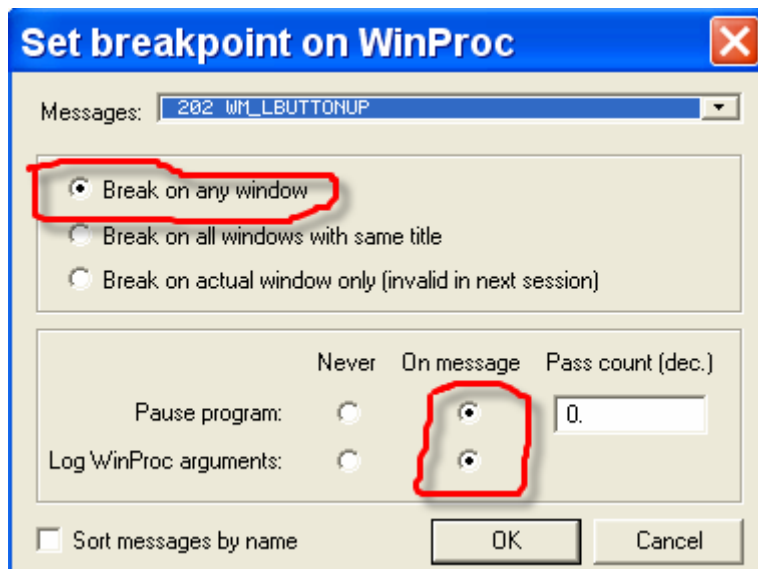 Set breakpoint on WinProc
Messages: 202 WM_LBUTTONUP
Break on any window
Break on all windows with same title
Break on actual window only (invalid in next session)
Never On message Pass count (dec.)
Pause program: 0.
Log WinProc arguments:
Sort messages by name OK Cancel